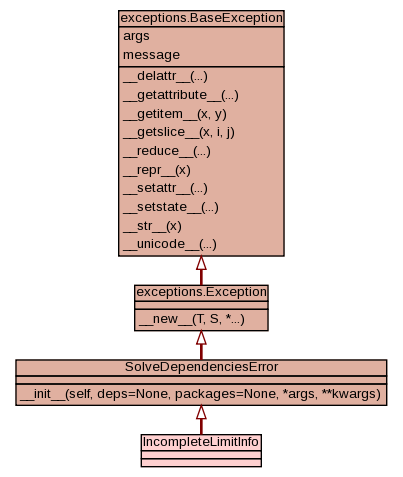 exceptions.BaseException
args
message
__delattr__(...)
__getattribute__(...)
__getitem__(x, y)
__getslice__(x, i, j)
__reduce__(...)
__repr__(x)
__setattr__(...)
__setstate__(...)
__str__(x)
__unicode__(...)
exceptions.Exception
__new__(T, S, *...)
SolveDependenciesError
__init__(self, deps=None, packages=None, *args, **kwargs)
IncompleteLimitInfo